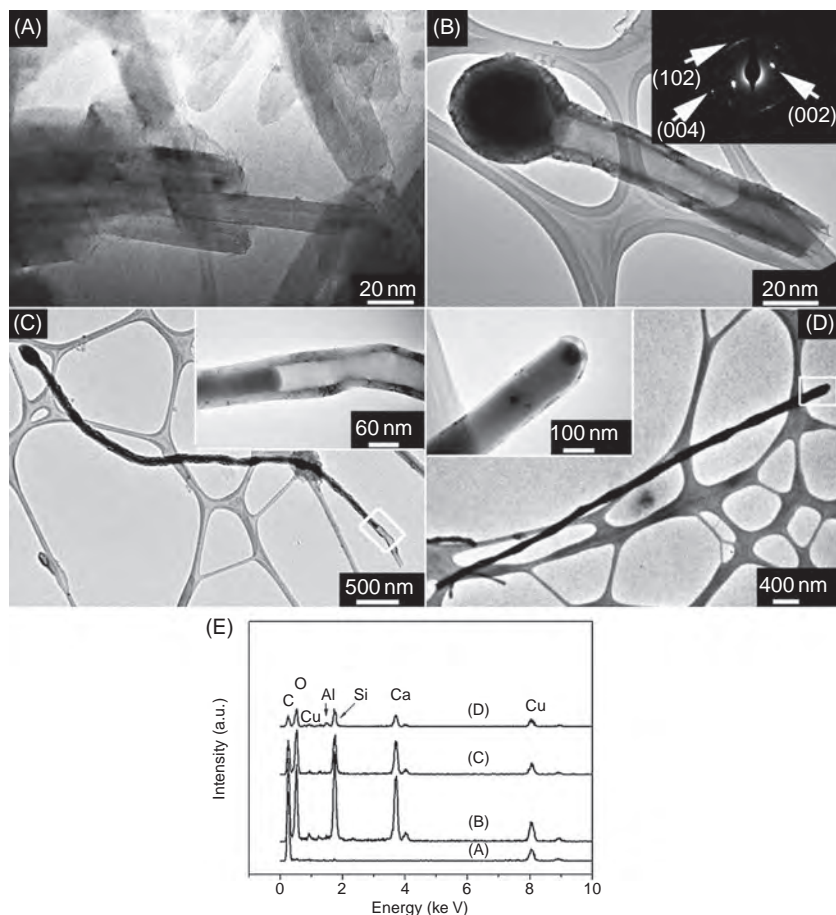 (A)
20 nm
(B)
(102)
(004)
(002)
20 nm
(C)
60 nm
500 nm
(D)
100 nm
400 nm
(E)
Intensity (a.u.)
C
O
Cu
Al
Si
Ca
Cu
(D)
(C)
(B)
(A)
0 2 4 6 8 10
Energy (ke V)